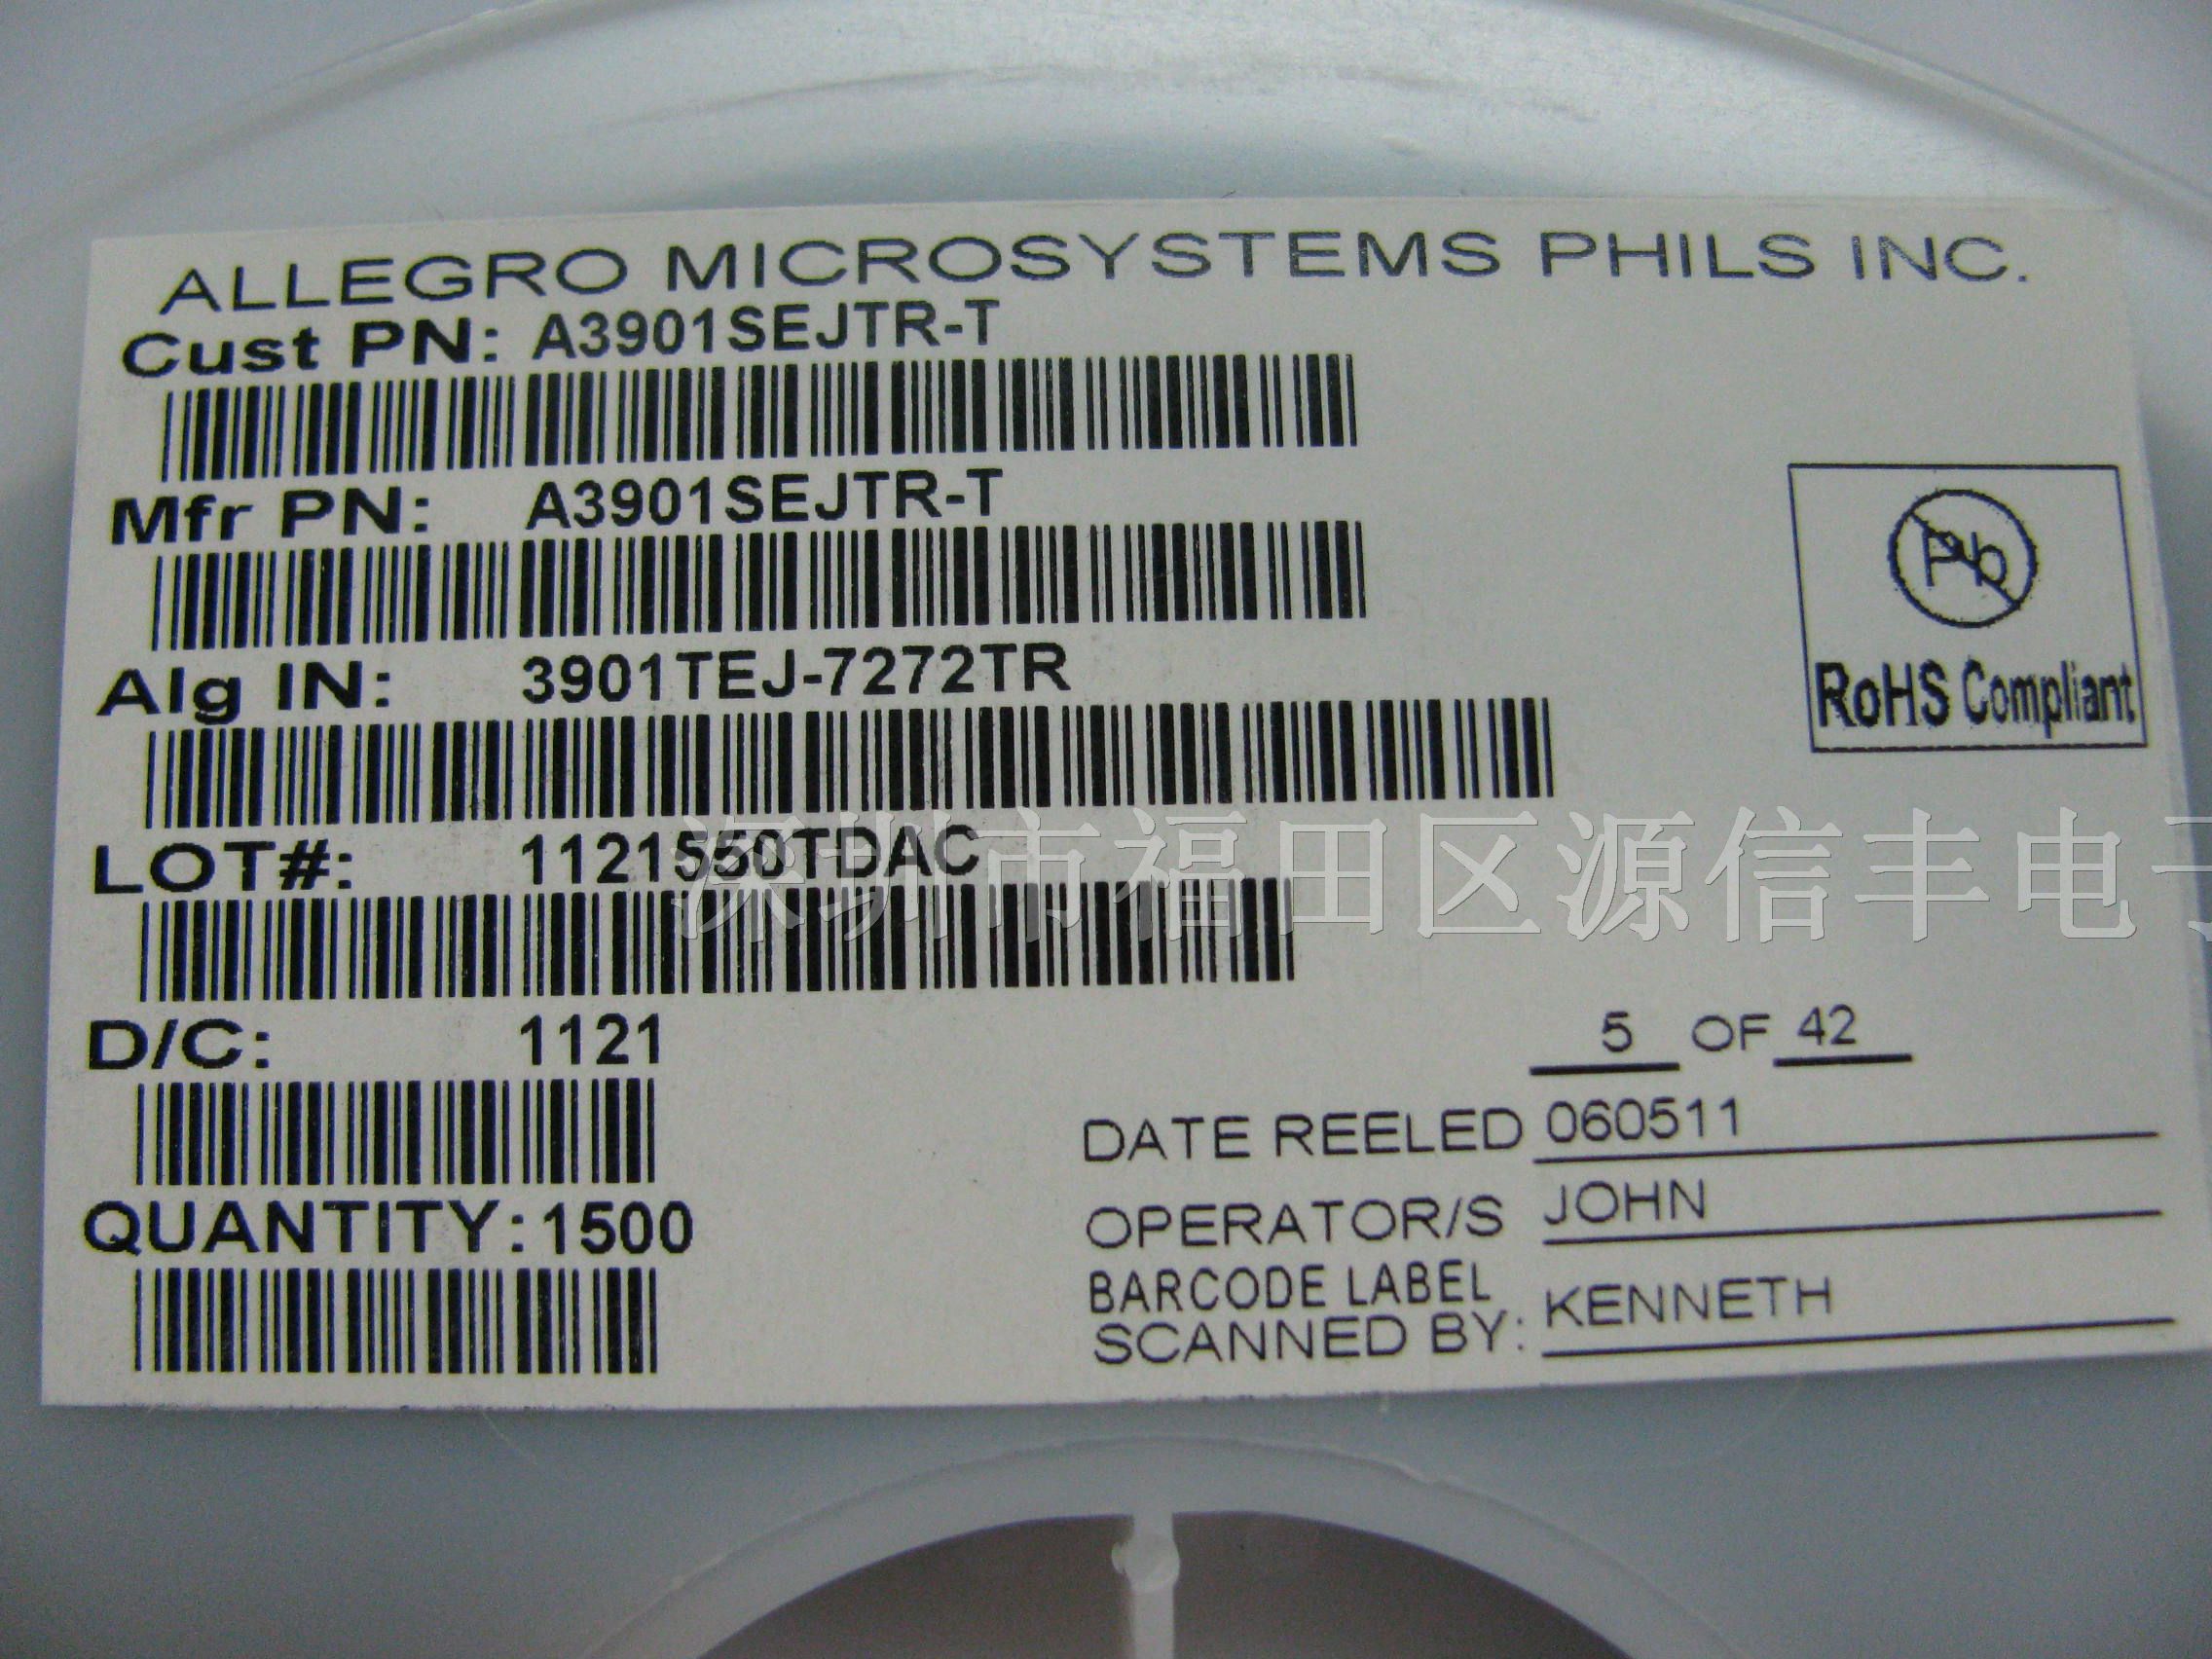 ALLEGRO MICROSYSTEMS PHILS INC.
Cust PN: A3901SEJTR-T
Mfr PN: A3901SEJTR-T
Alg IN: 3901TEJ-7272TR
LOT#: 1121550TDAC
D/C: 1121
QUANTITY: 1500
Pb
RoHS Compliant
深圳市福田区源信丰电子
5 OF 42
DATE REELED 060511
OPERATOR/S JOHN
BARCODE LABEL
SCANNED BY: KENNETH